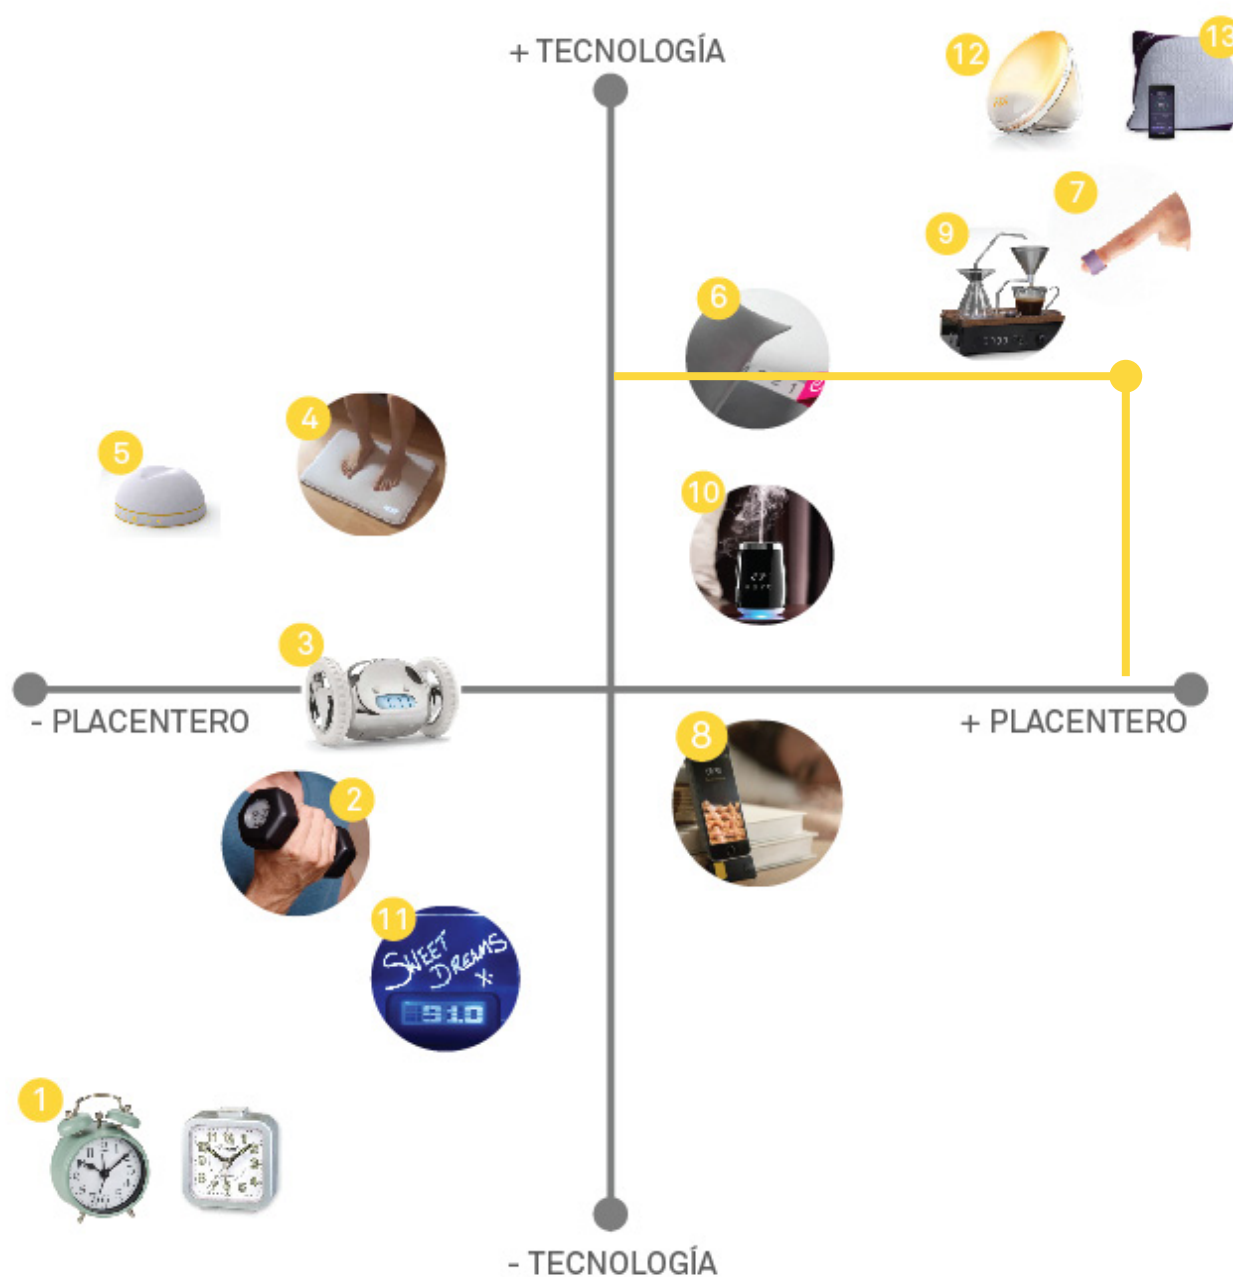 + TECNOLOGÍA
12
13
7
9
6
4
5
10
3
- PLACENTERO
+ PLACENTERO
8
2
11
SWEET
DREAMS
X.
1
- TECNOLOGÍA